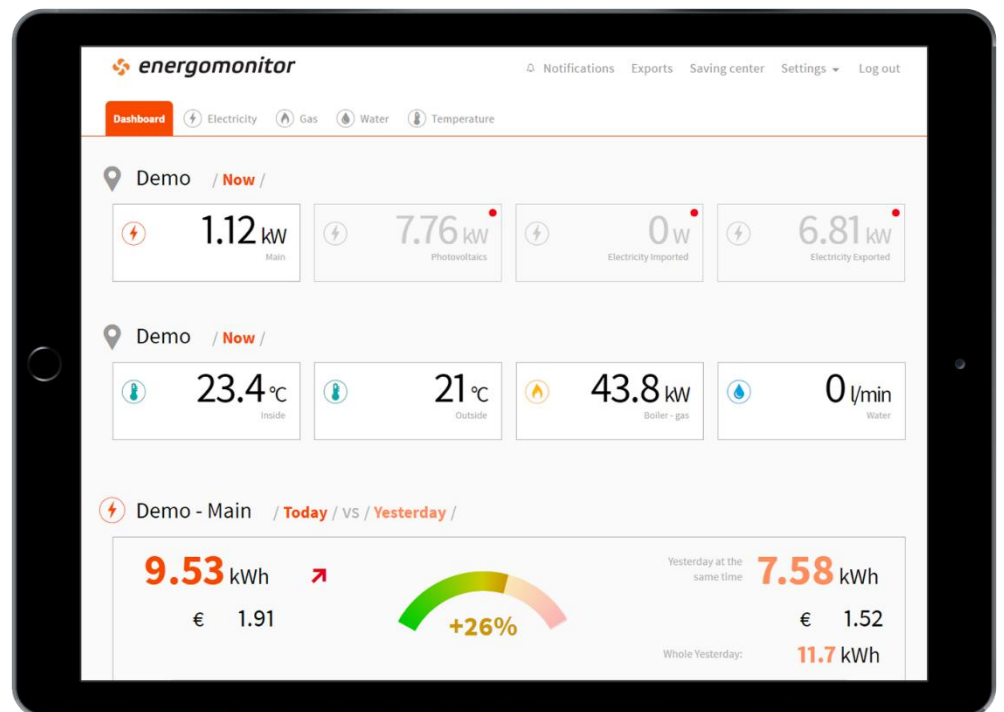 energomonitor
Notifications Exports Saving center Settings Log out
Dashboard Electricity Gas Water Temperature
Demo / Now /
1.12 kW 7.76 kW 0 W 6.81 kW
Main Photovoltaics Electricity Imported Electricity Exported
Demo / Now /
23.4 °C 21 °C 43.8 kW 0 l/min
Inside Outside Boiler - gas Water
Demo - Main / Today / VS / Yesterday /
9.53 kWh +26% Yesterday at the same time 7.58 kWh
€ 1.91 € 1.52
Whole Yesterday: 11.7 kWh